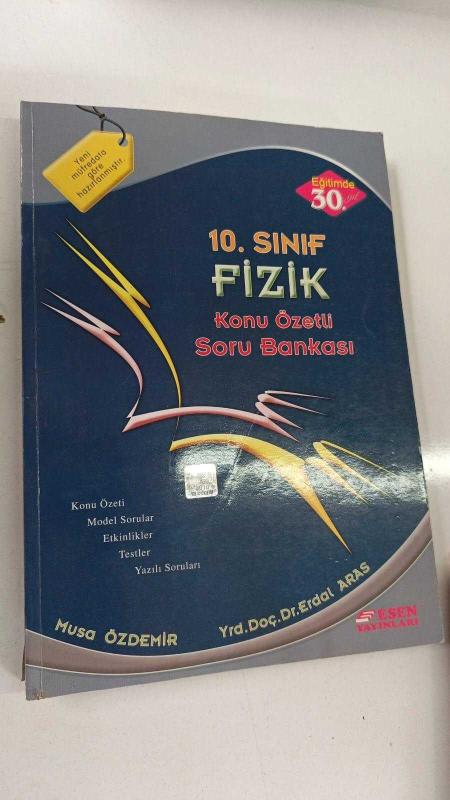 Yeni
müfredata
göre
hazırlanmıştır.
Eğitimde
30.yıl
10. SINIF
FİZİK
Konu Özetli
Soru Bankası
Konu Özeti
Model Sorular
Etkinlikler
Testler
Yazılı Soruları
Musa ÖZDEMİR
Yrd.Doç.Dr.Erdal ARAS
ESEN
YAYINLARI